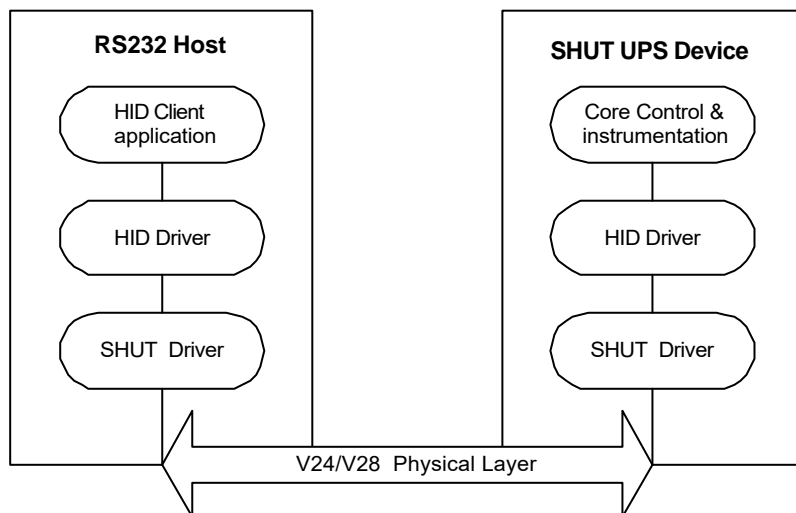 RS232 Host
HID Client
application
HID Driver
SHUT Driver
SHUT UPS Device
Core Control &
instrumentation
HID Driver
SHUT Driver
V24/V28 Physical Layer